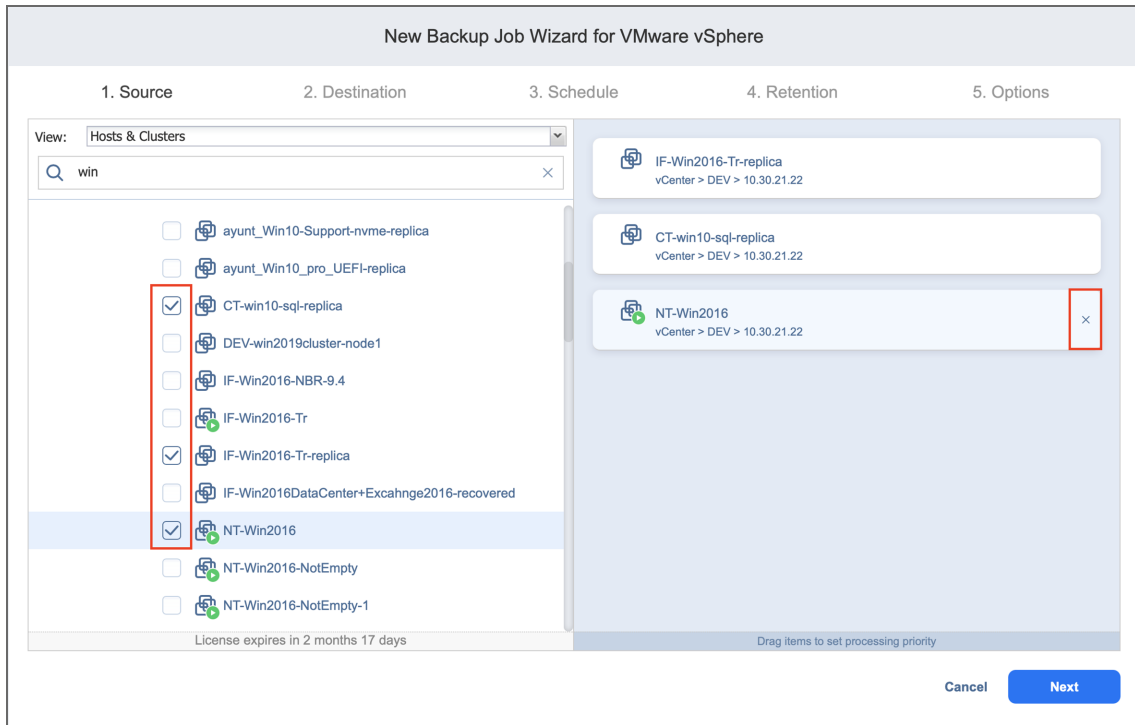 New Backup Job Wizard for VMware vSphere
1. Source
2. Destination
3. Schedule
4. Retention
5. Options
View: Hosts & Clusters
win
ayunt_Win10-Support-nvme-replica
ayunt_Win10_pro_UEFI-replica
CT-win10-sql-replica
DEV-win2019cluster-node1
IF-Win2016-NBR-9.4
IF-Win2016-Tr
IF-Win2016-Tr-replica
IF-Win2016DataCenter+Excahnge2016-recovered
NT-Win2016
NT-Win2016-NotEmpty
NT-Win2016-NotEmpty-1
License expires in 2 months 17 days
IF-Win2016-Tr-replica
vCenter > DEV > 10.30.21.22
CT-win10-sql-replica
vCenter > DEV > 10.30.21.22
NT-Win2016
vCenter > DEV > 10.30.21.22
Drag items to set processing priority
Cancel
Next